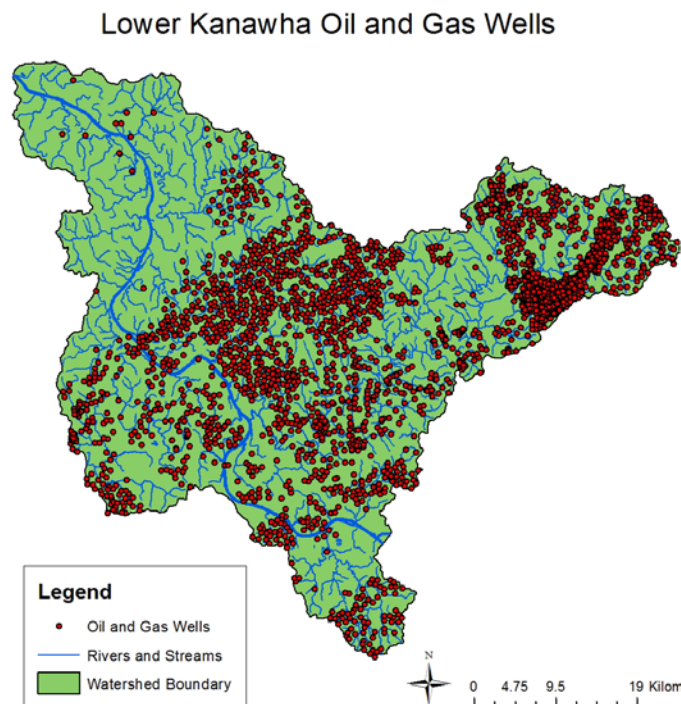 Lower Kanawha Oil and Gas Wells
Legend
Oil and Gas Wells
Rivers and Streams
Watershed Boundary
N
0 4.75 9.5 19 Kilom